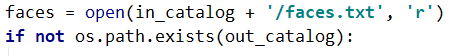 faces = open(in_catalog + '/faces.txt', 'r')
if not os.path.exists(out_catalog):